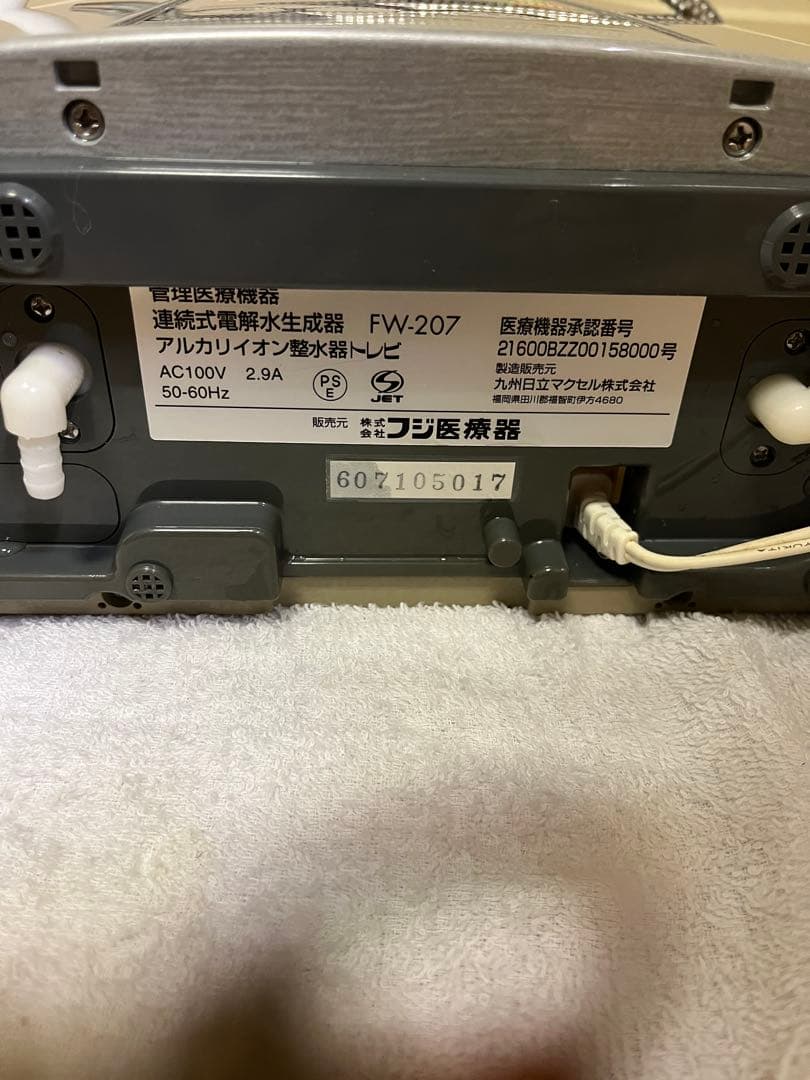 管理医療機器
連続式電解水生成器 FW-207
アルカリイオン整水器トレビ
AC100V 2.9A
50-60Hz
PS
E
JET
医療機器承認番号
21600BZZ00158000号
製造販売元
九州日立マクセル株式会社
福岡県田川郡福智町伊方4680
販売元 株式会社フジ医療器
607105017